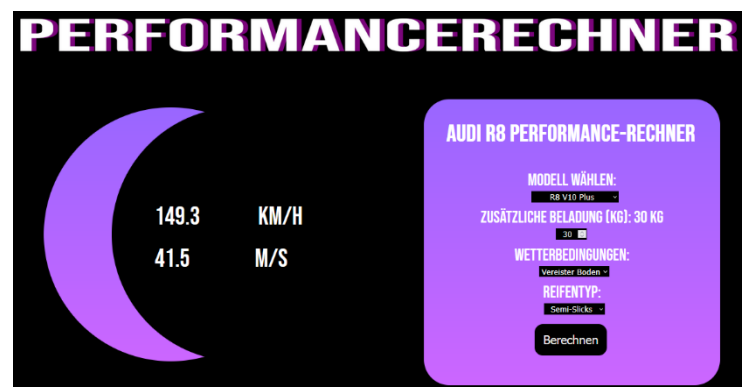 PERFORMANCERECHNER
149.3 KM/H
41.5 M/S
AUDI R8 PERFORMANCE-RECHNER
MODELL WÄHLEN:
R8 V10 Plus
ZUSÄTZLICHE BELADUNG (KG): 30 KG
30
WETTERBEDINGUNGEN:
Vereister Boden
REIFENTYP:
Semi-Slicks
Berechnen